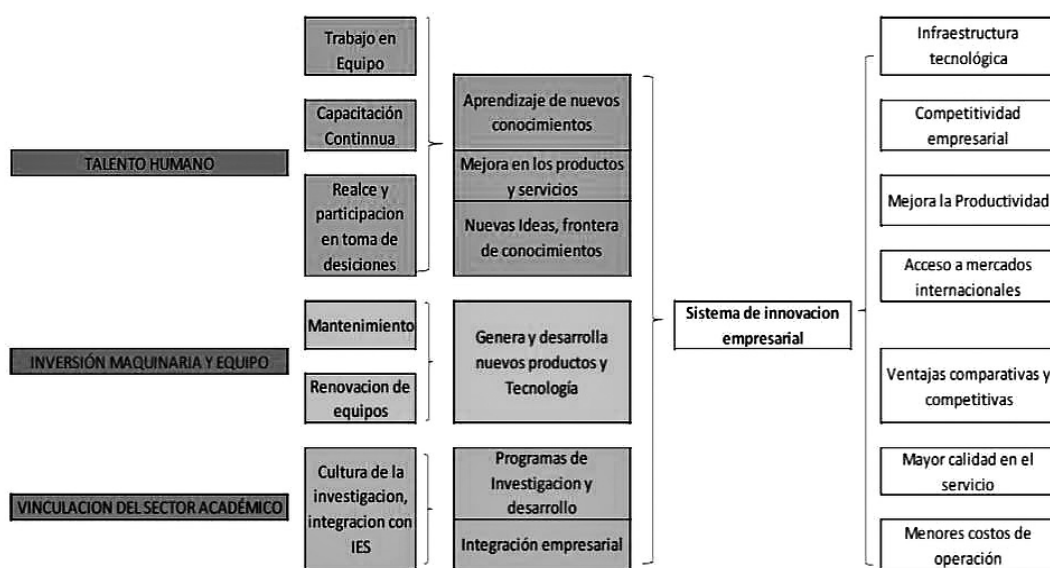 TALENTO HUMANO
Trabajo en
Equipo
Capacitación
Continnua
Realce y
participacion
en toma de
desiciones
Aprendizaje de nuevos
conocimientos
Mejora en los productos
y servicios
Nuevas Ideas, frontera
de conocimientos
INVERSIÓN MAQUINARIA Y EQUIPO
Mantenimiento
Renovacion de
equipos
Genera y desarrolla
nuevos productos y
Tecnología
VINCULACION DEL SECTOR ACADÉMICO
Cultura de la
investigacion,
integracion con
IES
Programas de
Investigacion y
desarrollo
Integración empresarial
Sistema de innovacion
empresarial
Infraestructura
tecnológica
Competitividad
empresarial
Mejora la Productividad
Acceso a mercados
internacionales
Ventajas comparativas y
competitivas
Mayor calidad en el
servicio
Menores costos de
operación